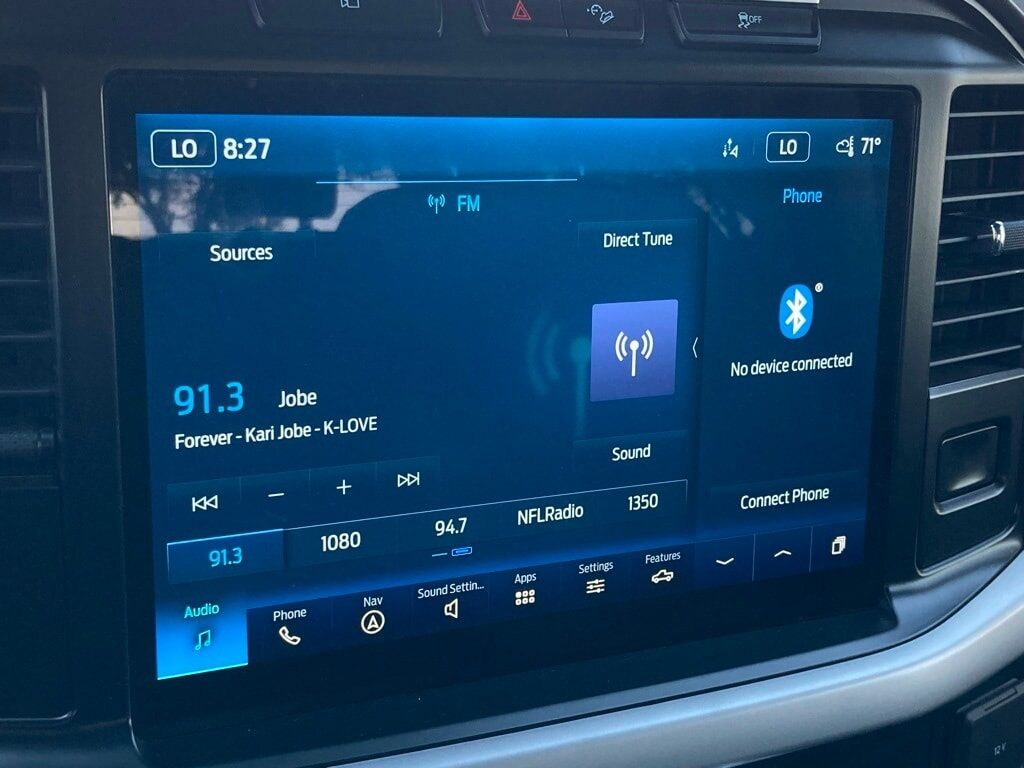 OFF
LO 8:27
LO 71°
FM
Phone
Sources
Direct Tune
No device connected
91.3 Jobe
Forever - Kari Jobe - K-LOVE
Sound
Connect Phone
91.3 1080 94.7 NFLRadio 1350
Audio Phone Nav Sound Settin... Apps Settings Features
12V